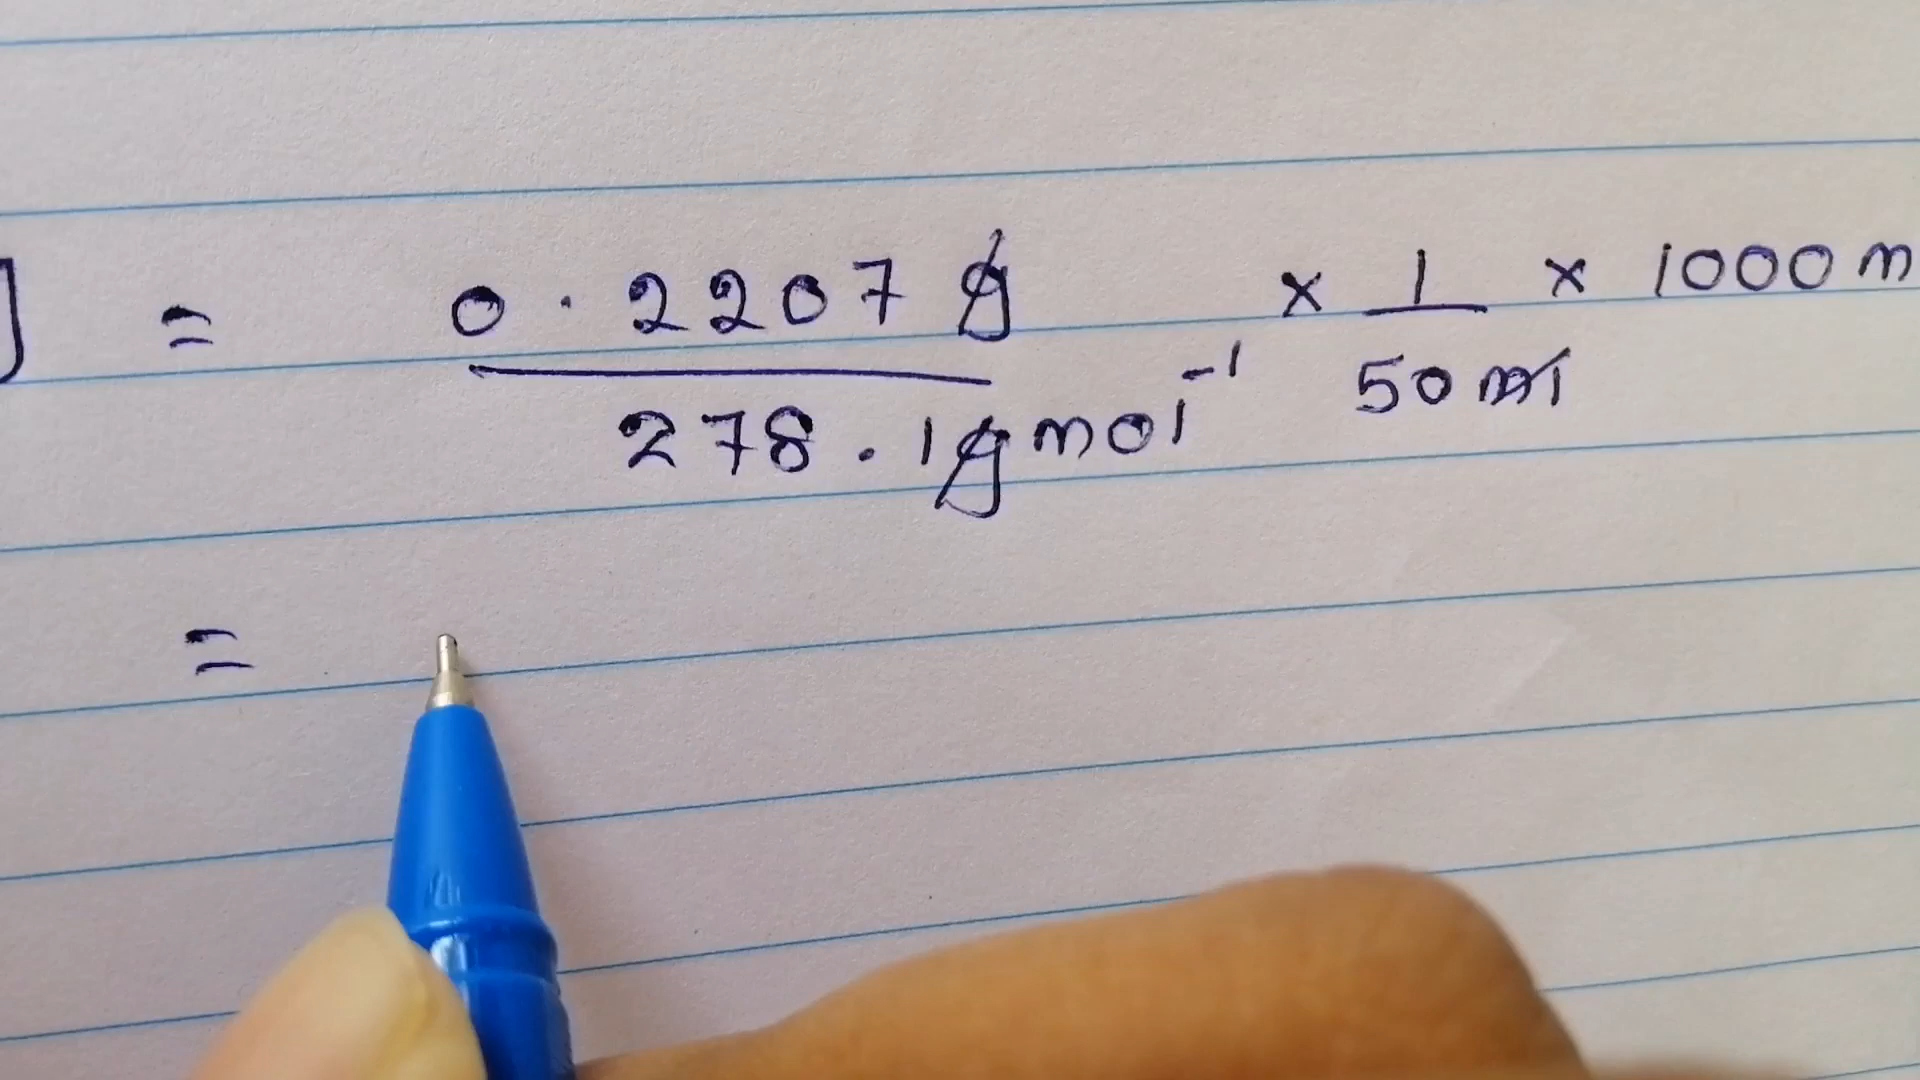 ] = 0.2207 g × 1 × 1000 m
278.1 g mol⁻¹ 50 ml
=